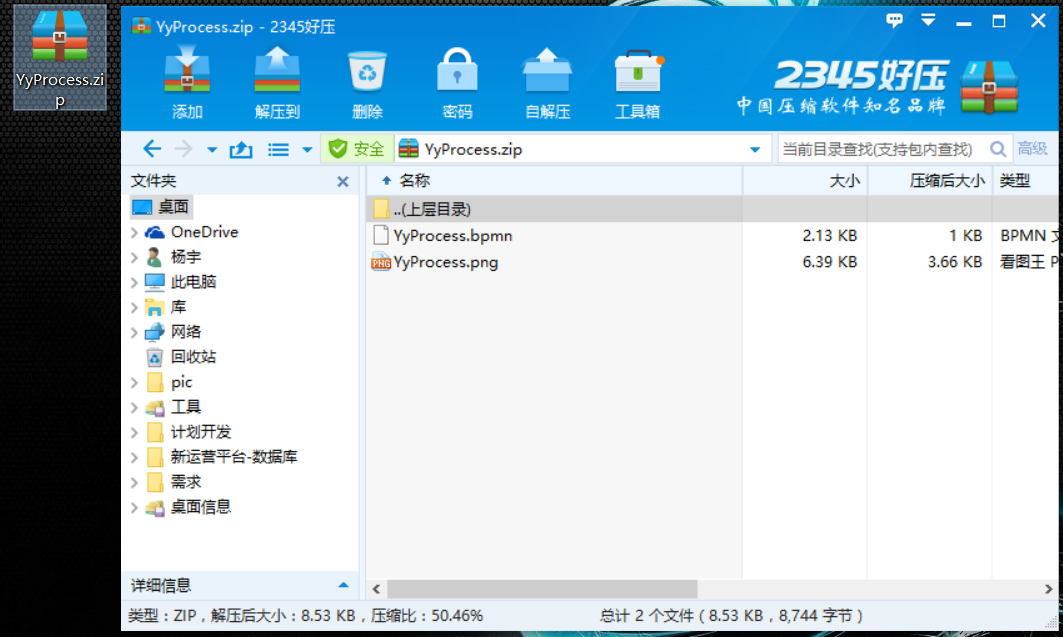 YyProcess.zi
p
YyProcess.zip - 2345好压
添加
解压到
删除
密码
自解压
工具箱
2345好压
中国压缩软件知名品牌
安全
YyProcess.zip
当前目录查找(支持包内查找)
高级
文件夹
名称 大小 压缩后大小 类型
桌面
OneDrive
杨宇
此电脑
库
网络
回收站
pic
工具
计划开发
新运营平台-数据库
需求
桌面信息
..(上层目录)
YyProcess.bpmn 2.13 KB 1 KB BPMN 文
PNG YyProcess.png 6.39 KB 3.66 KB 看图王 P
详细信息
类型：ZIP，解压后大小：8.53 KB，压缩比：50.46%
总计 2 个文件（8.53 KB，8,744 字节）